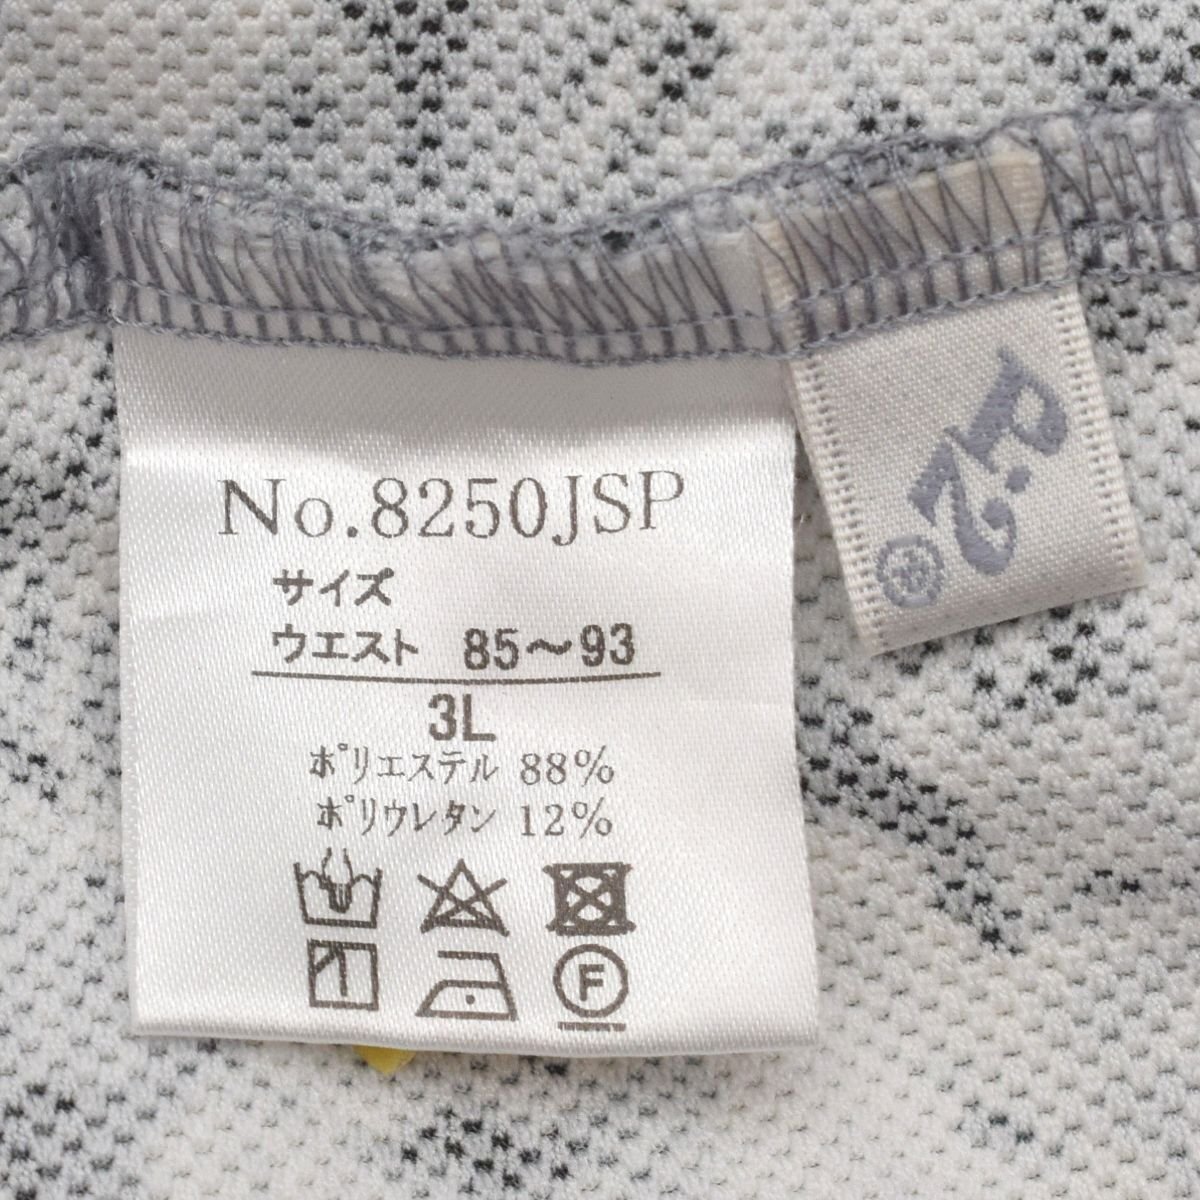 No.8250JSP
サイズ
ウエスト 85～93
3L
ポリエステル 88%
ポリウレタン 12%
F
®